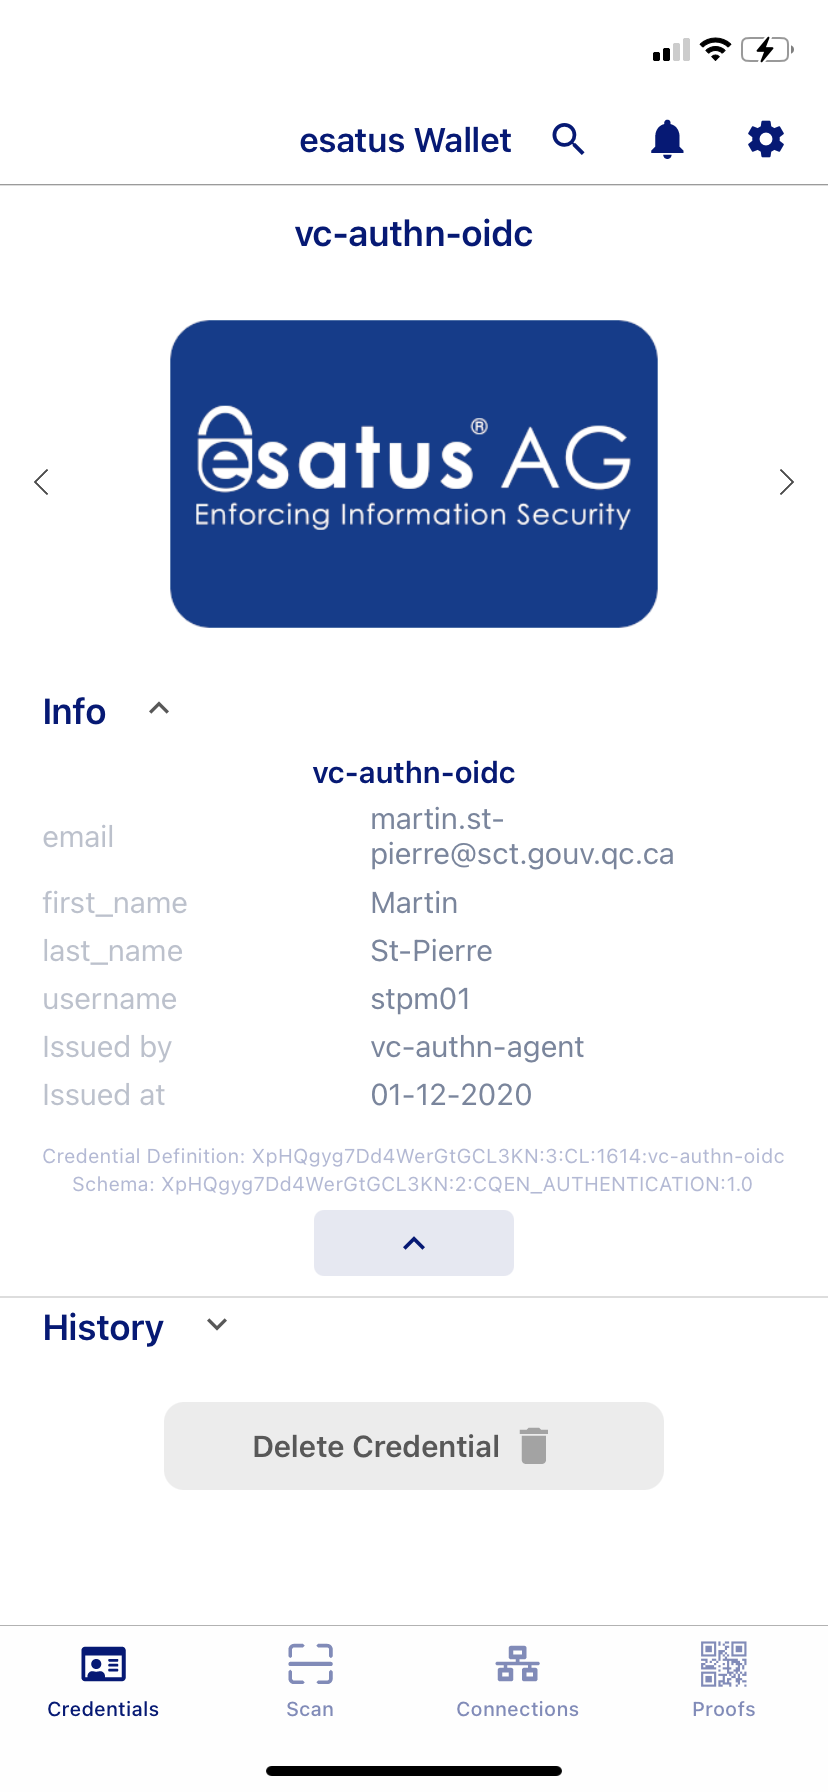 esatus Wallet
vc-authn-oidc
esatus® AG
Enforcing Information Security
Info
vc-authn-oidc
email martin.st-
pierre@sct.gouv.qc.ca
first_name Martin
last_name St-Pierre
username stpm01
Issued by vc-authn-agent
Issued at 01-12-2020
Credential Definition: XpHQgyg7Dd4WerGtGCL3KN:3:CL:1614:vc-authn-oidc
Schema: XpHQgyg7Dd4WerGtGCL3KN:2:CQEN_AUTHENTICATION:1.0
History
Delete Credential
Credentials Scan Connections Proofs